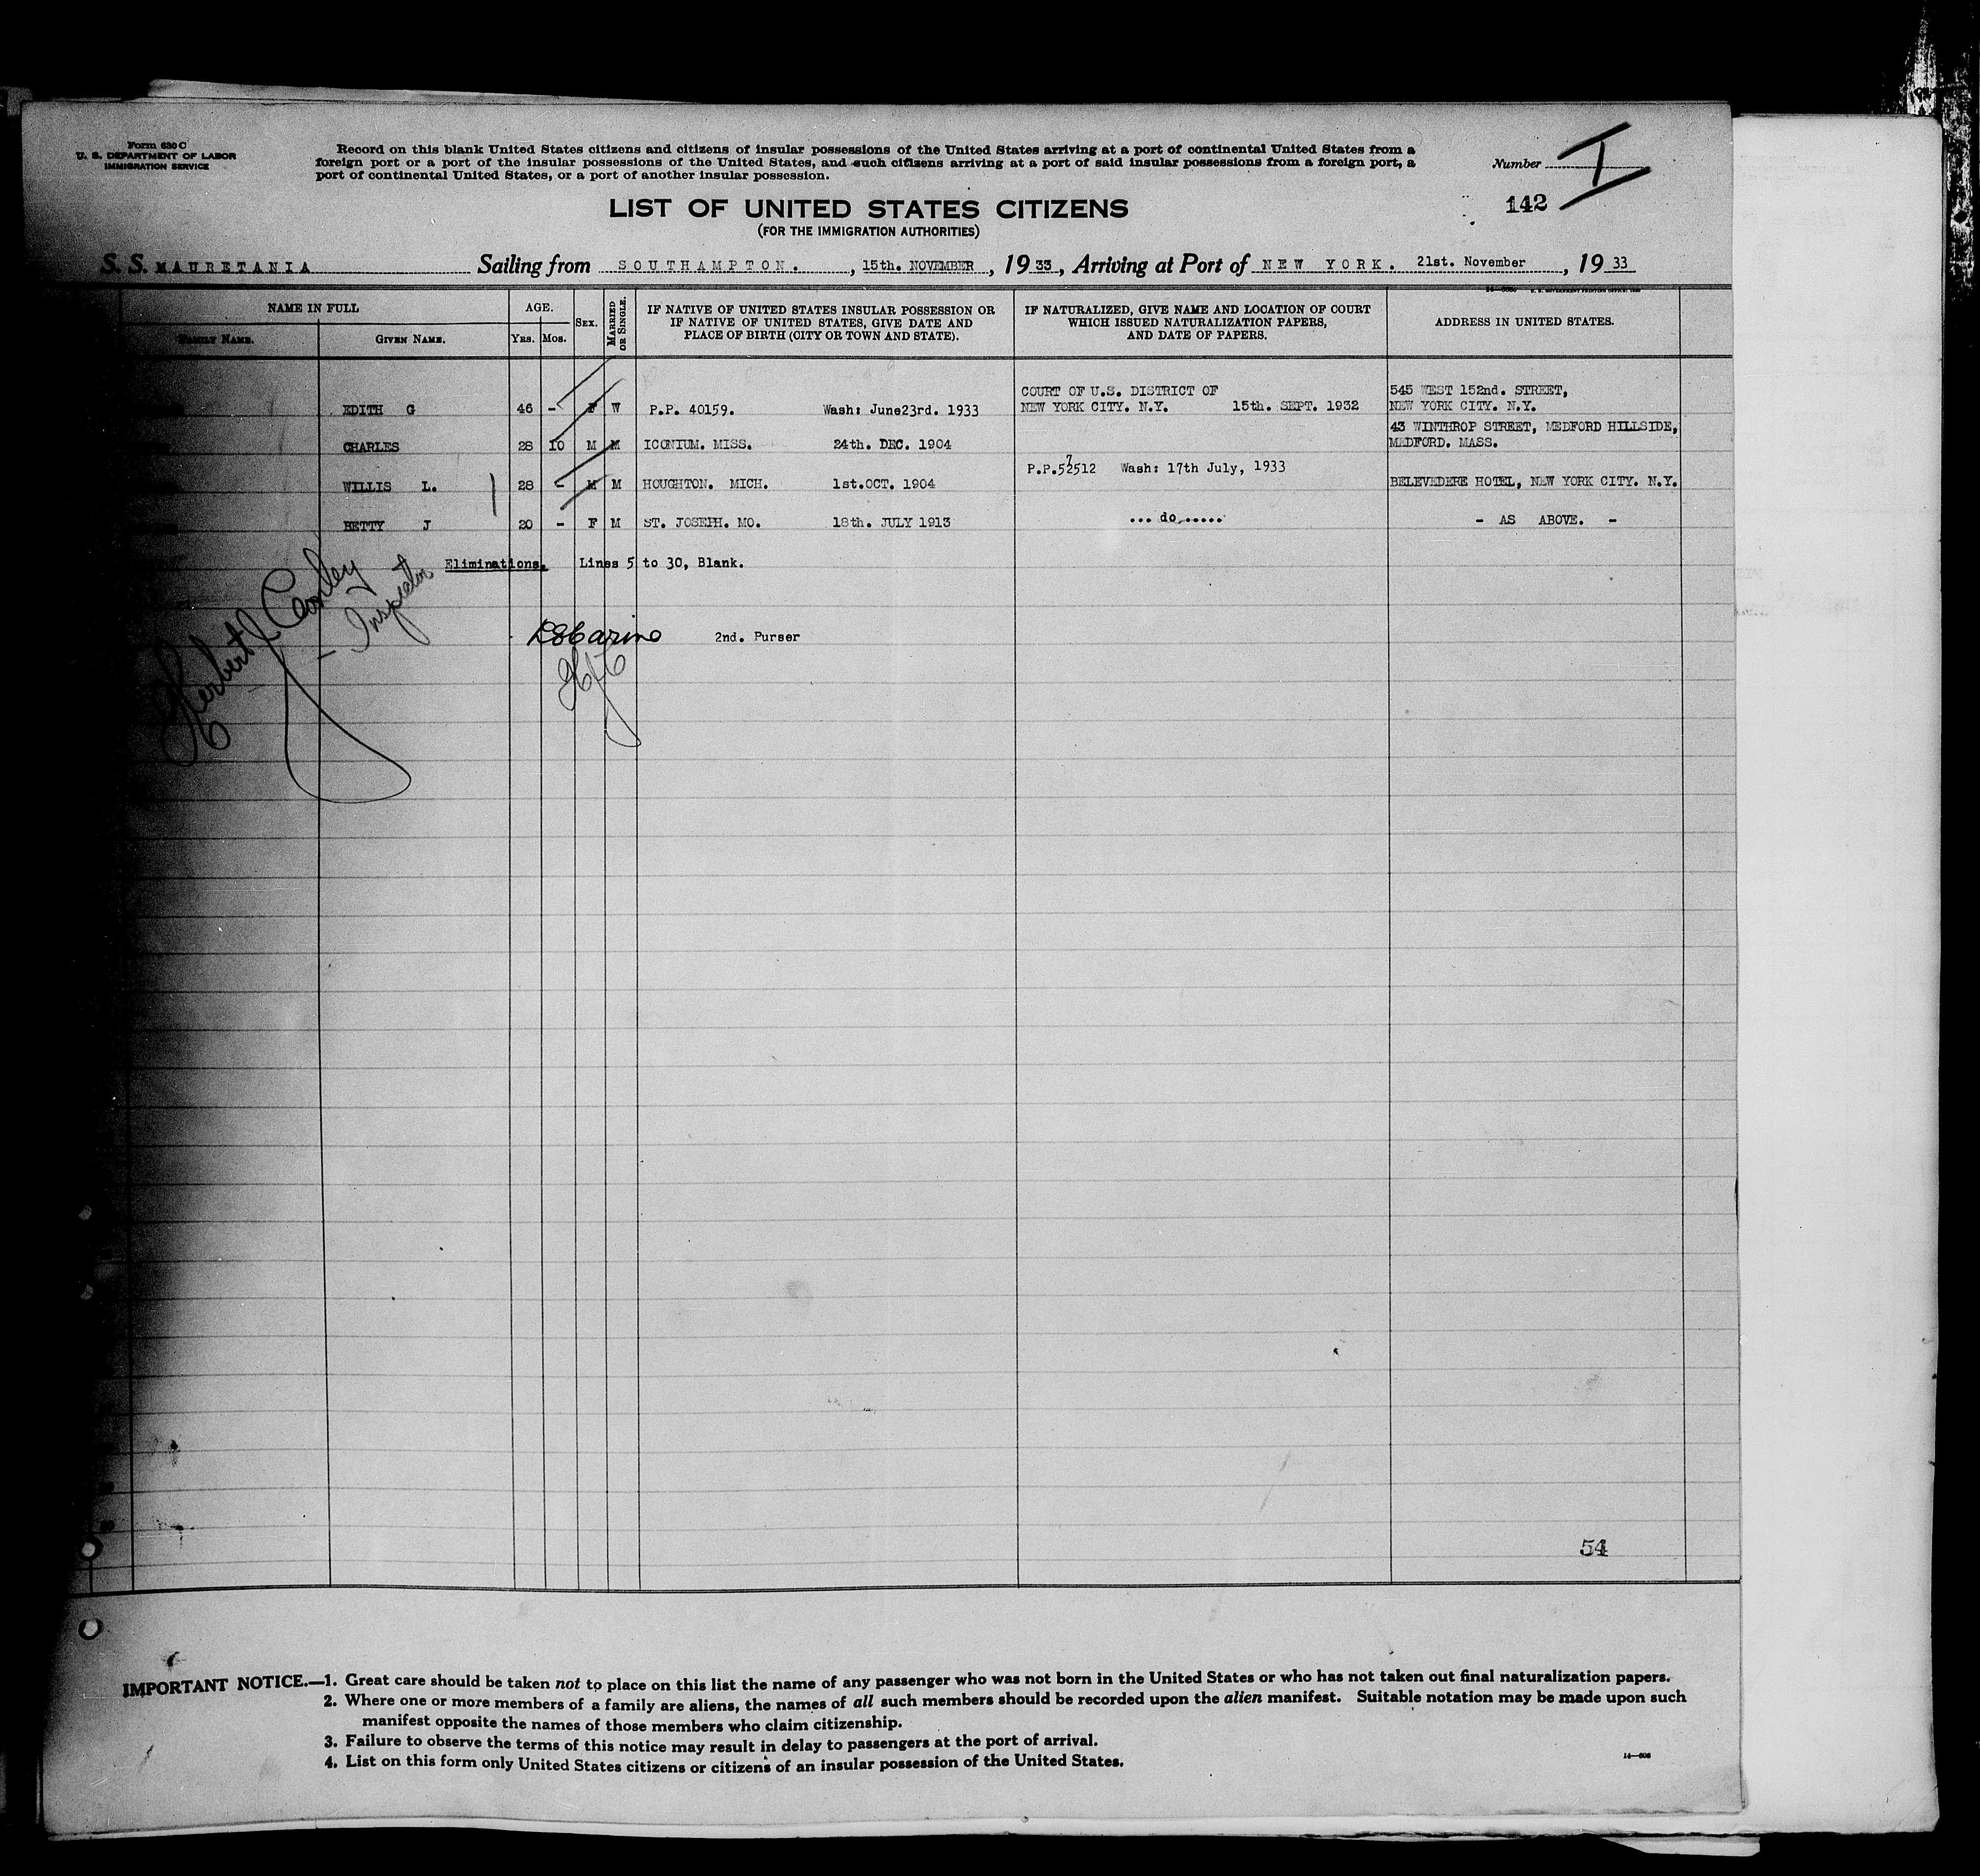 Form 630 C
U. S. DEPARTMENT OF LABOR
IMMIGRATION SERVICE
Record on this blank United States citizens and citizens of insular possessions of the United States arriving at a port of continental United States from a
foreign port or a port of the insular possessions of the United States, and such citizens arriving at a port of said insular possessions from a foreign port, a
port of continental United States, or a port of another insular possession.
Number I
142
LIST OF UNITED STATES CITIZENS
(FOR THE IMMIGRATION AUTHORITIES)
S. S. MAURETANIA Sailing from SOUTHAMPTON. , 15th. NOVEMBER , 19 33 , Arriving at Port of NEW YORK. 21st. November , 19 33
NAME IN FULL
FAMILY NAME. GIVEN NAME.
AGE.
YRS. MOS.
SEX.
MARRIED OR SINGLE.
IF NATIVE OF UNITED STATES INSULAR POSSESSION OR
IF NATIVE OF UNITED STATES, GIVE DATE AND
PLACE OF BIRTH (CITY OR TOWN AND STATE).
IF NATURALIZED, GIVE NAME AND LOCATION OF COURT
WHICH ISSUED NATURALIZATION PAPERS,
AND DATE OF PAPERS.
ADDRESS IN UNITED STATES.
COURT OF U.S. DISTRICT OF 545 WEST 152nd. STREET,
EDITH G 46 - F W P.P. 40159. Wash: June23rd. 1933 NEW YORK CITY. N.Y. 15th. SEPT. 1932 NEW YORK CITY. N.Y.
43 WINTHROP STREET, MEDFORD HILLSIDE,
CHARLES 28 10 M M ICONIUM. MISS. 24th. DEC. 1904 MEDFORD. MASS.
P.P. Wash: 17th July, 1933
WILLIS L. 28 - M M HOUGHTON. MICH. 1st.OCT. 1904 BELEVEDERE HOTEL, NEW YORK CITY. N.Y.
BETTY J 20 - F M ST. JOSEPH. MO. 18th. JULY 1913 ... do...... - AS ABOVE. -
Eliminations. Lines 5 to 30, Blank.
Herbert J Conley
- Inspector
2nd. Purser
54
IMPORTANT NOTICE.—1. Great care should be taken not to place on this list the name of any passenger who was not born in the United States or who has not taken out final naturalization papers.
2. Where one or more members of a family are aliens, the names of all such members should be recorded upon the alien manifest. Suitable notation may be made upon such
manifest opposite the names of those members who claim citizenship.
3. Failure to observe the terms of this notice may result in delay to passengers at the port of arrival.
4. List on this form only United States citizens or citizens of an insular possession of the United States.